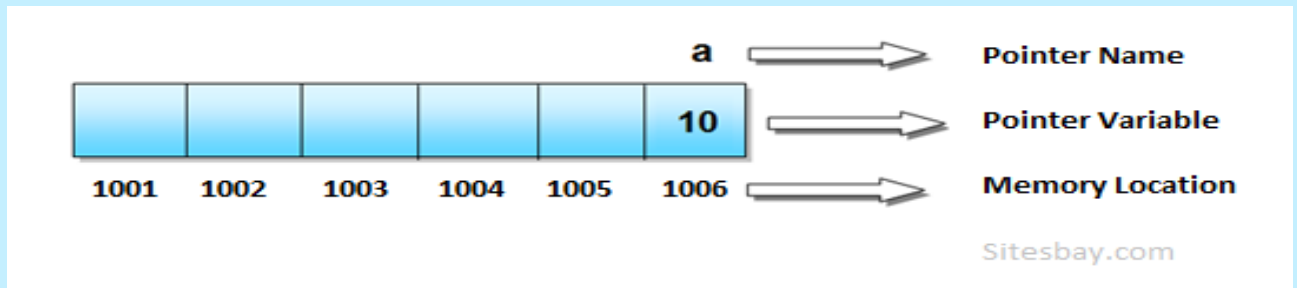 a Pointer Name
10 Pointer Variable
1001 1002 1003 1004 1005 1006 Memory Location
Sitesbay.com